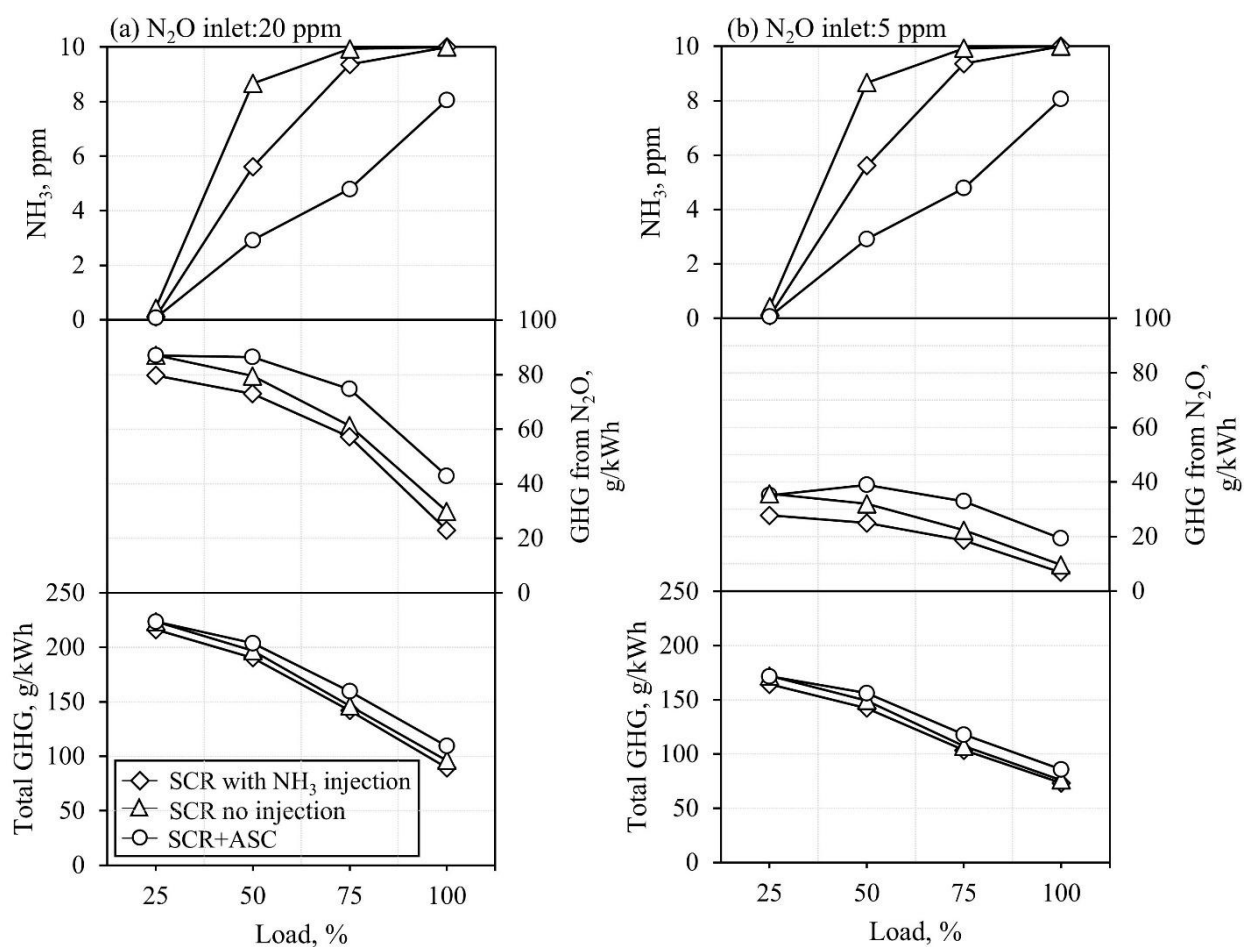 (a) N₂O inlet:20 ppm
10
8
6
4
2
0
NH₃, ppm
100
80
60
40
20
0
GHG from N₂O,
g/kWh
250
200
150
100
50
0
Total GHG, g/kWh
SCR with NH₃ injection
SCR no injection
SCR+ASC
25 50 75 100
Load, %
(b) N₂O inlet:5 ppm
10
8
6
4
2
0
NH₃, ppm
100
80
60
40
20
0
GHG from N₂O,
g/kWh
200
150
100
50
0
Total GHG, g/kWh
25 50 75 100
Load, %